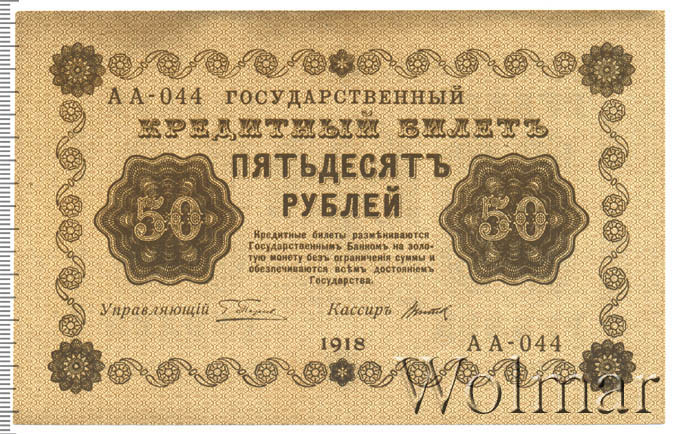 АА-044 ГОСУДАРСТВЕННЫЙ
КРЕДИТНЫЙ БИЛЕТЪ
ПЯТЬДЕСЯТЪ
РУБЛЕЙ
50
50
Кредитные билеты размѣниваются
Государственнымъ Банкомъ на золо-
тую монету безъ ограниченія суммы и
обезпечиваются всѣмъ достояніемъ
Государства.
Управляющій
Кассиръ
1918
АА-044
Wolmar